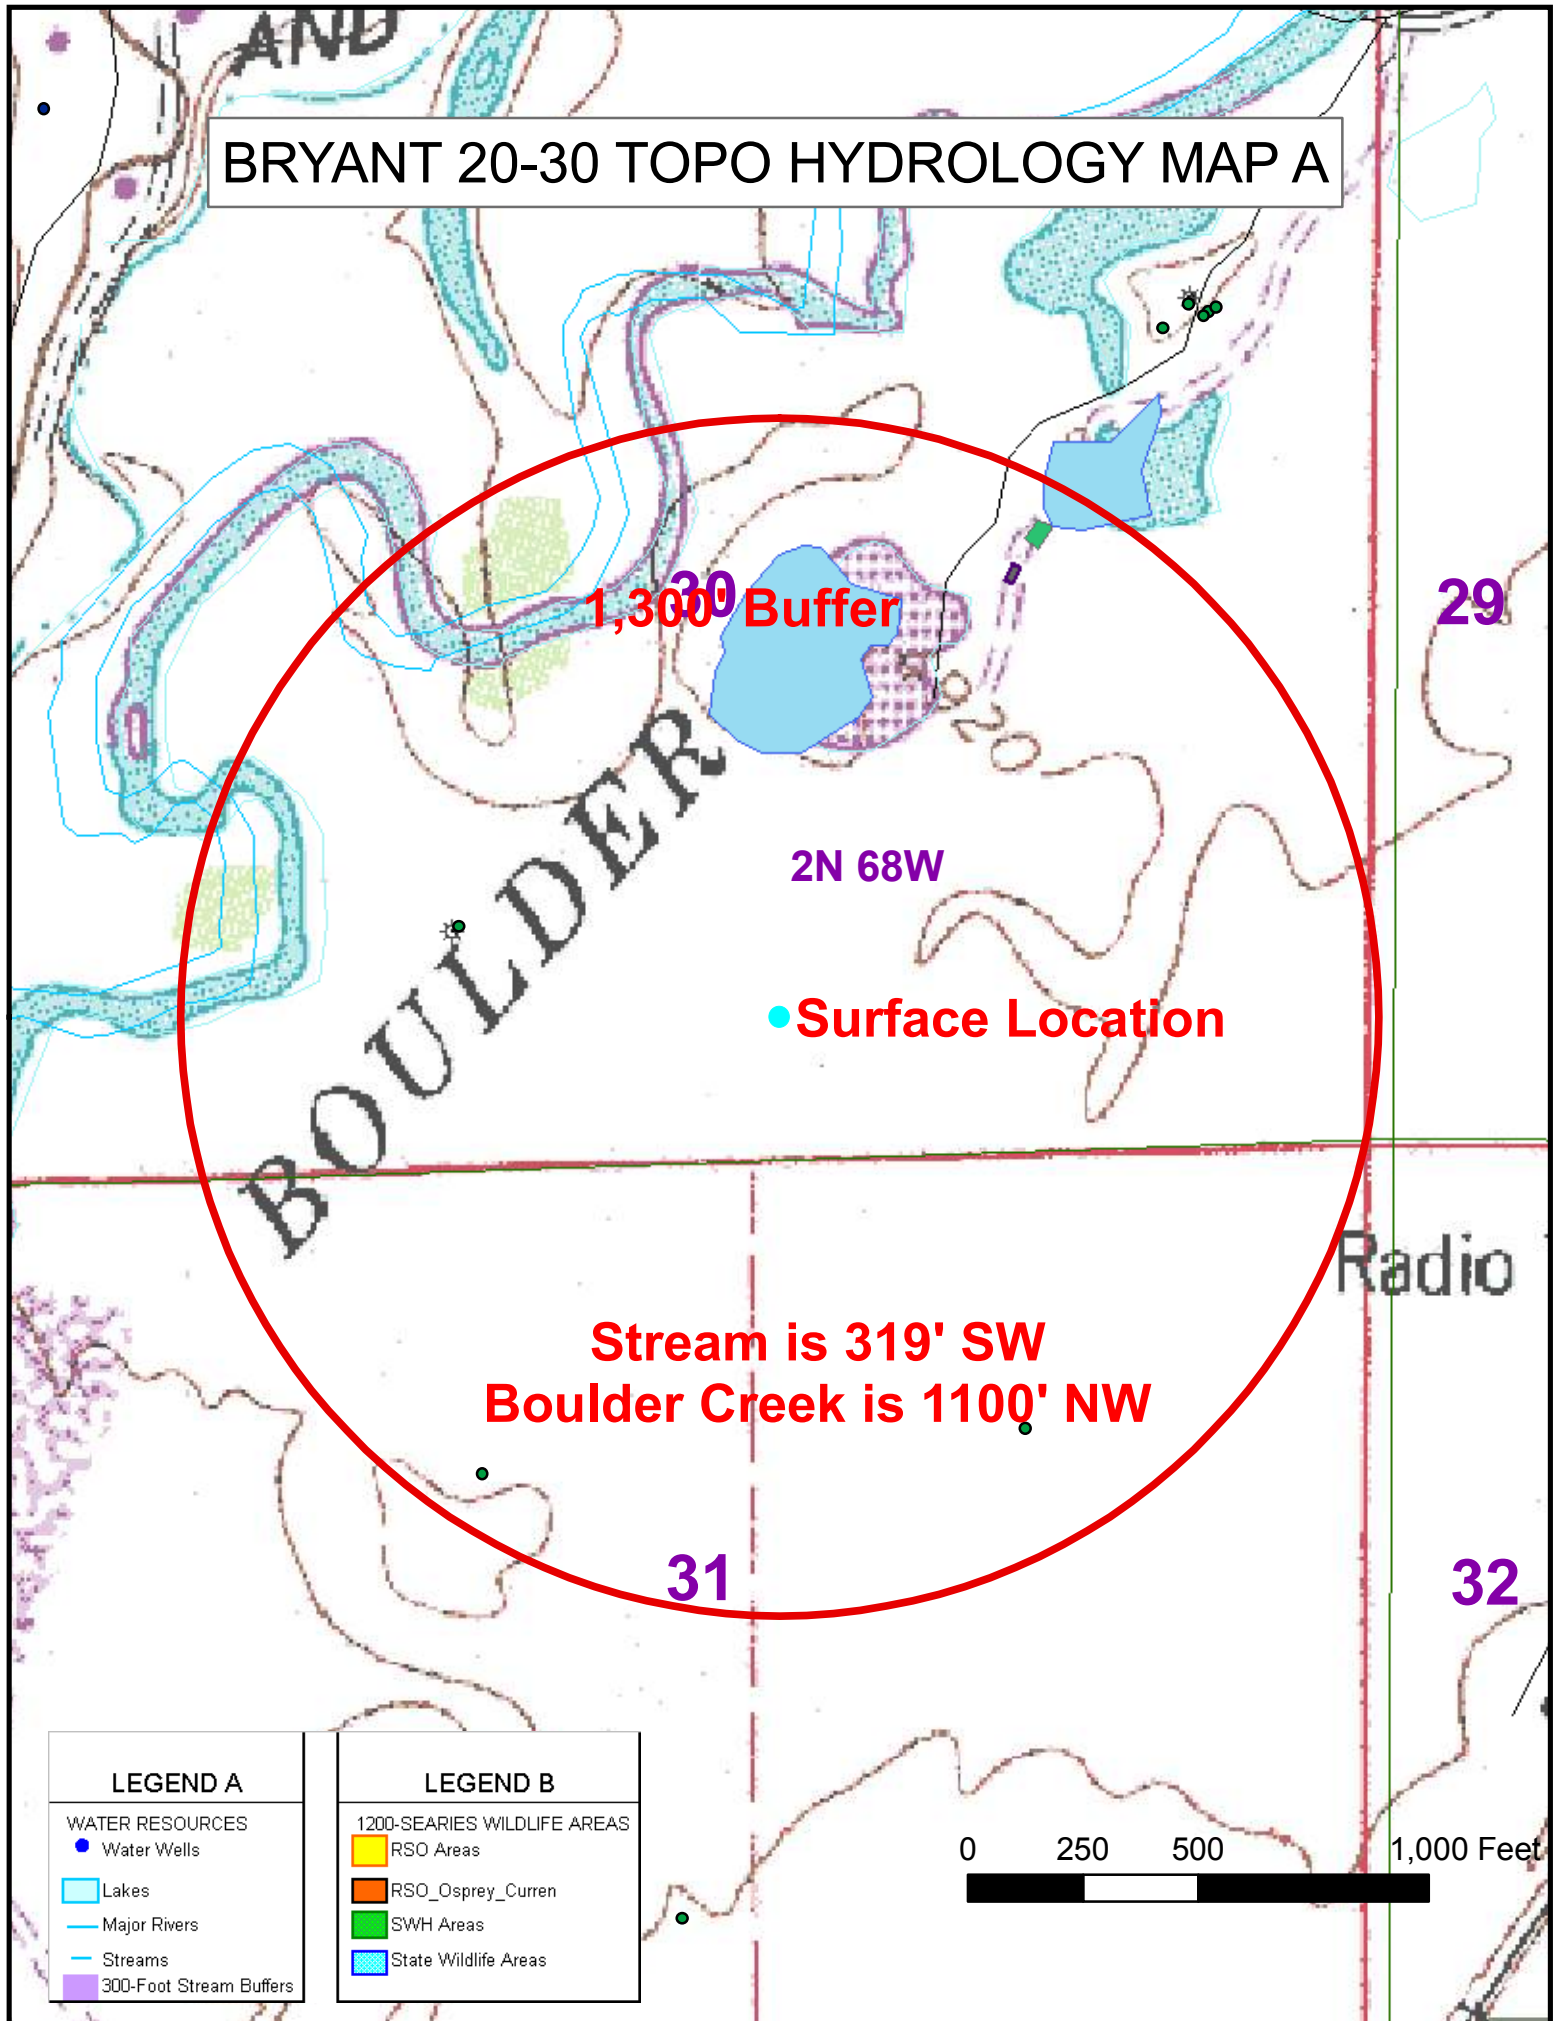 AND
BRYANT 20-30 TOPO HYDROLOGY MAP A
30
1,300' Buffer
29
4920
BOULDER
2N 68W
Surface Location
Radio
Stream is 319' SW
Boulder Creek is 1100' NW
31
32
LEGEND A
WATER RESOURCES
Water Wells
Lakes
Major Rivers
Streams
300-Foot Stream Buffers
LEGEND B
1200-SEARIES WILDLIFE AREAS
RSO Areas
RSO_Osprey_Curren
SWH Areas
State Wildlife Areas
0 250 500 1,000 Feet